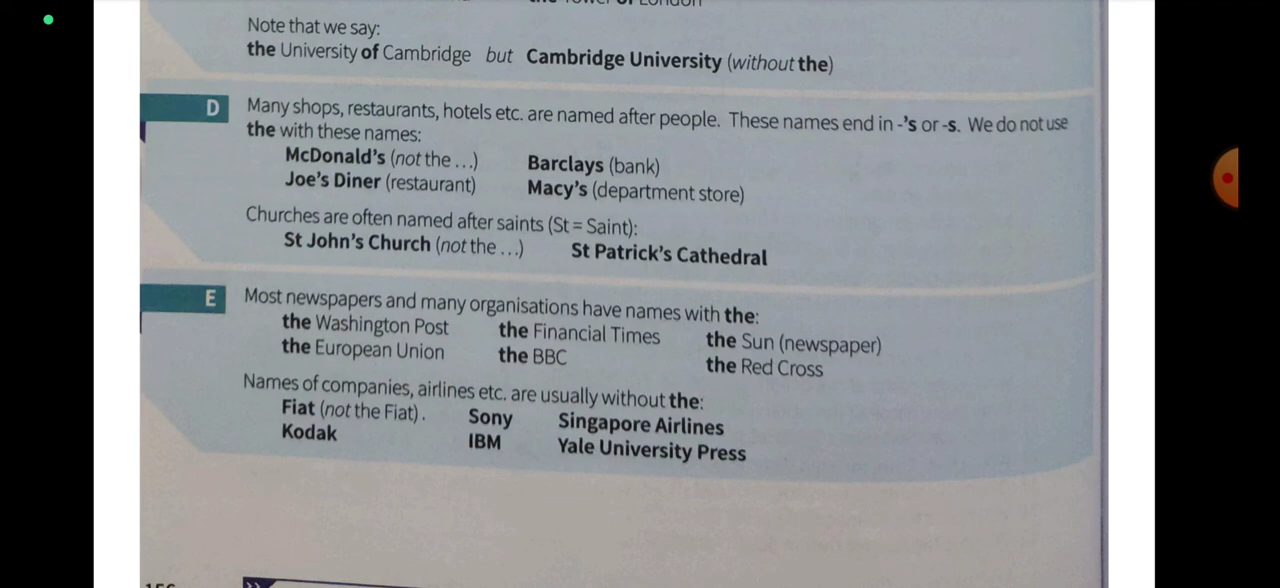 the Tower of London
Note that we say:
the University of Cambridge but Cambridge University (without the)
D Many shops, restaurants, hotels etc. are named after people. These names end in -'s or -s. We do not use
the with these names:
McDonald's (not the ...) Barclays (bank)
Joe's Diner (restaurant) Macy's (department store)
Churches are often named after saints (St = Saint):
St John's Church (not the ...) St Patrick's Cathedral
E Most newspapers and many organisations have names with the:
the Washington Post the Financial Times the Sun (newspaper)
the European Union the BBC the Red Cross
Names of companies, airlines etc. are usually without the:
Fiat (not the Fiat). Sony Singapore Airlines
Kodak IBM Yale University Press